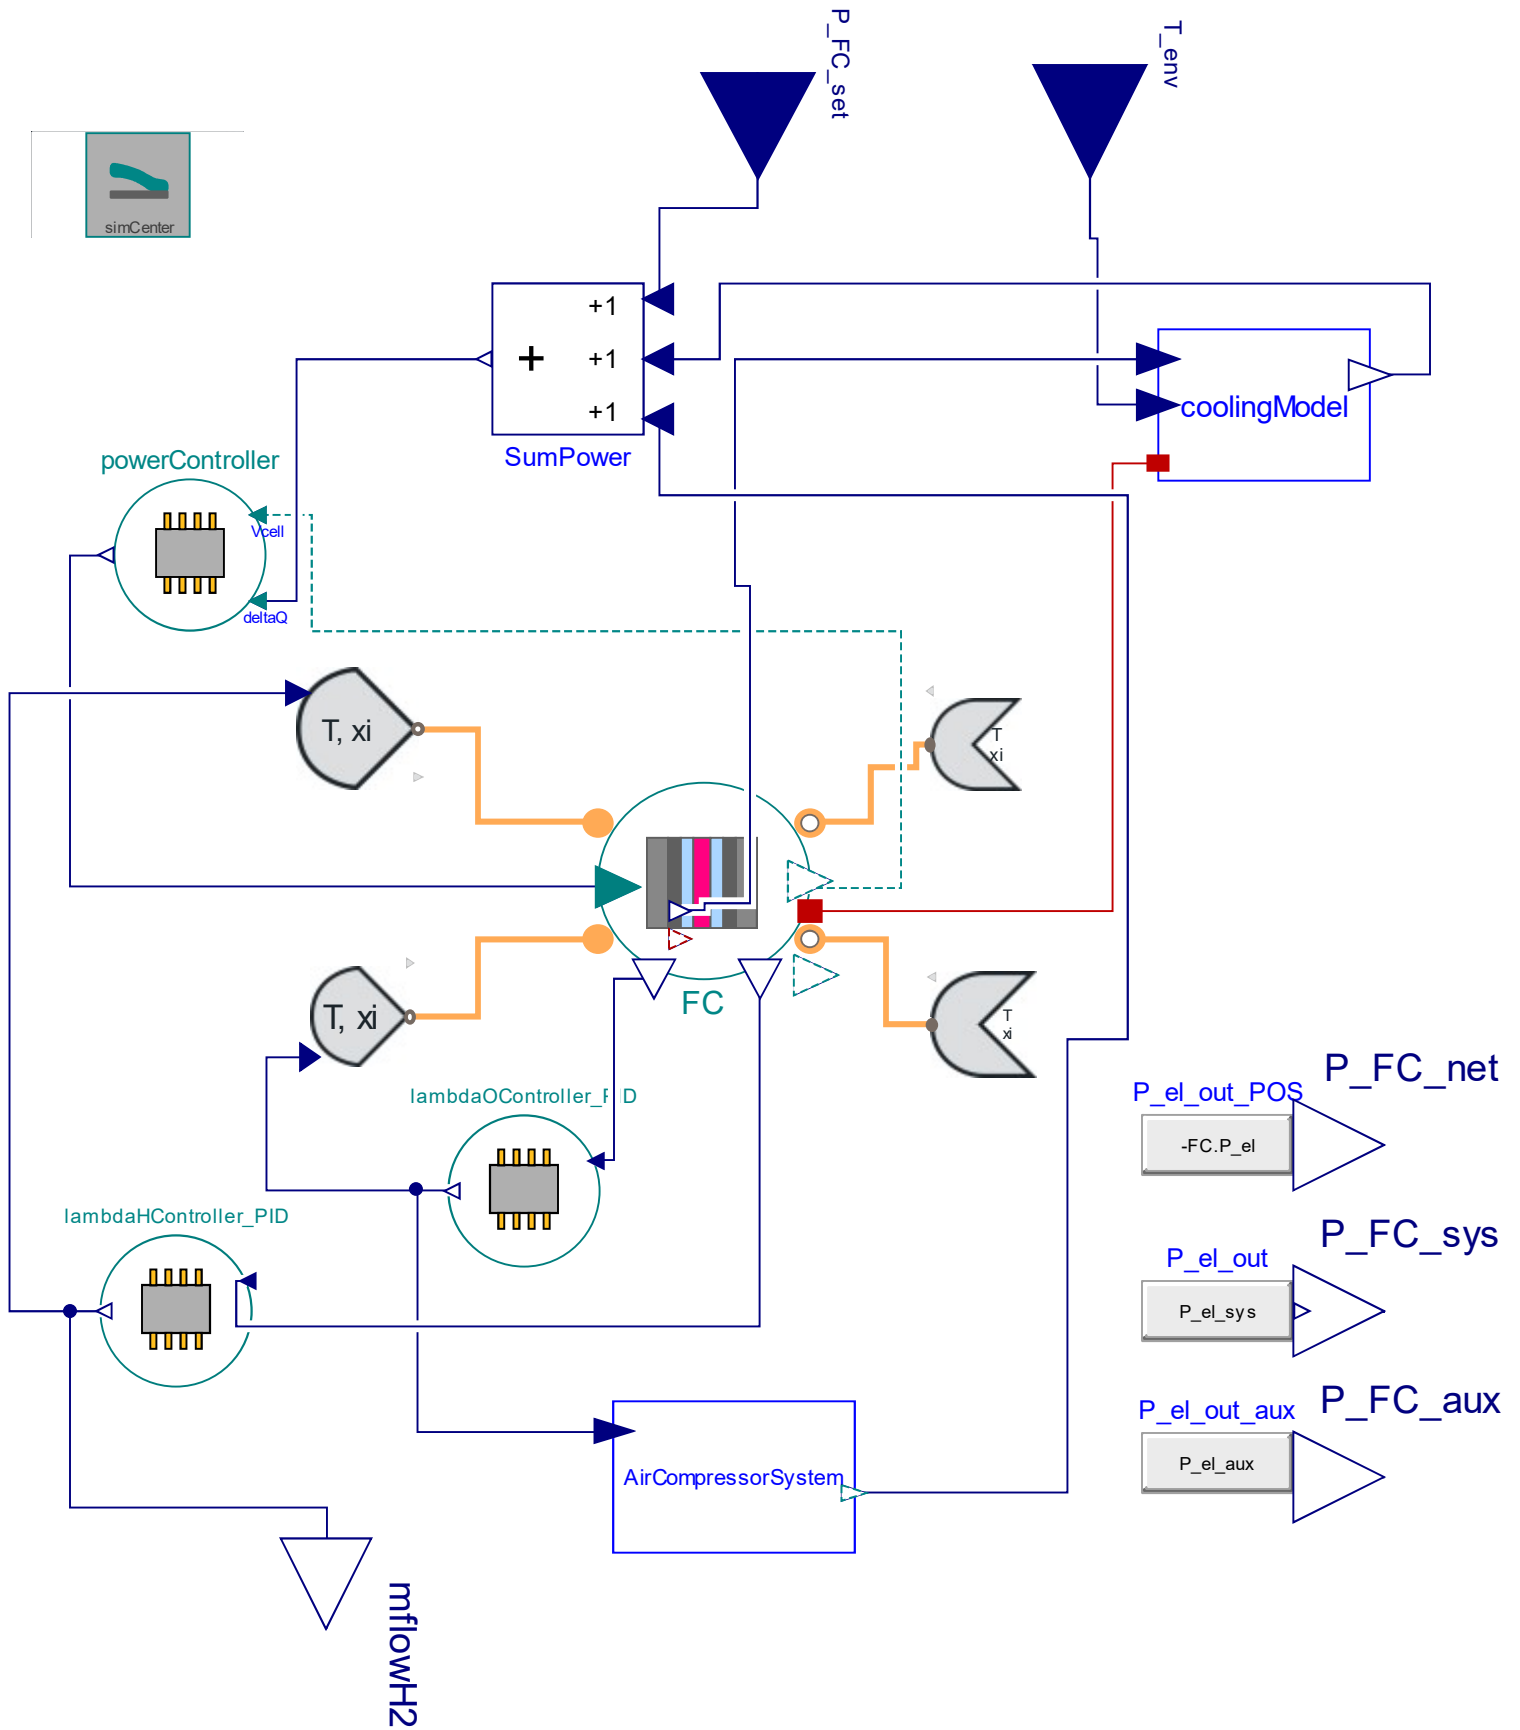 P_FC_set
T_env
simCenter
+1
+
+1
+1
SumPower
coolingModel
powerController
Vcell
deltaQ
T, xi
T
xi
FC
T, xi
T
xi
P_FC_net
P_el_out_POS
-FC.P_el
lambdaOController_PID
lambdaHController_PID
P_FC_sys
P_el_out
P_el_sys
P_FC_aux
P_el_out_aux
P_el_aux
AirCompressorSystem
mflowH2